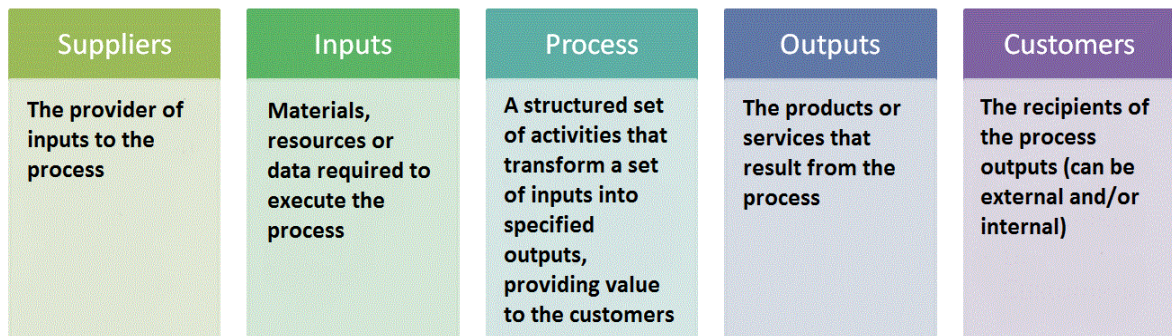 Suppliers
The provider of
inputs to the
process
Inputs
Materials,
resources or
data required to
execute the
process
Process
A structured set
of activities that
transform a set
of inputs into
specified
outputs,
providing value
to the customers
Outputs
The products or
services that
result from the
process
Customers
The recipients of
the process
outputs (can be
external and/or
internal)